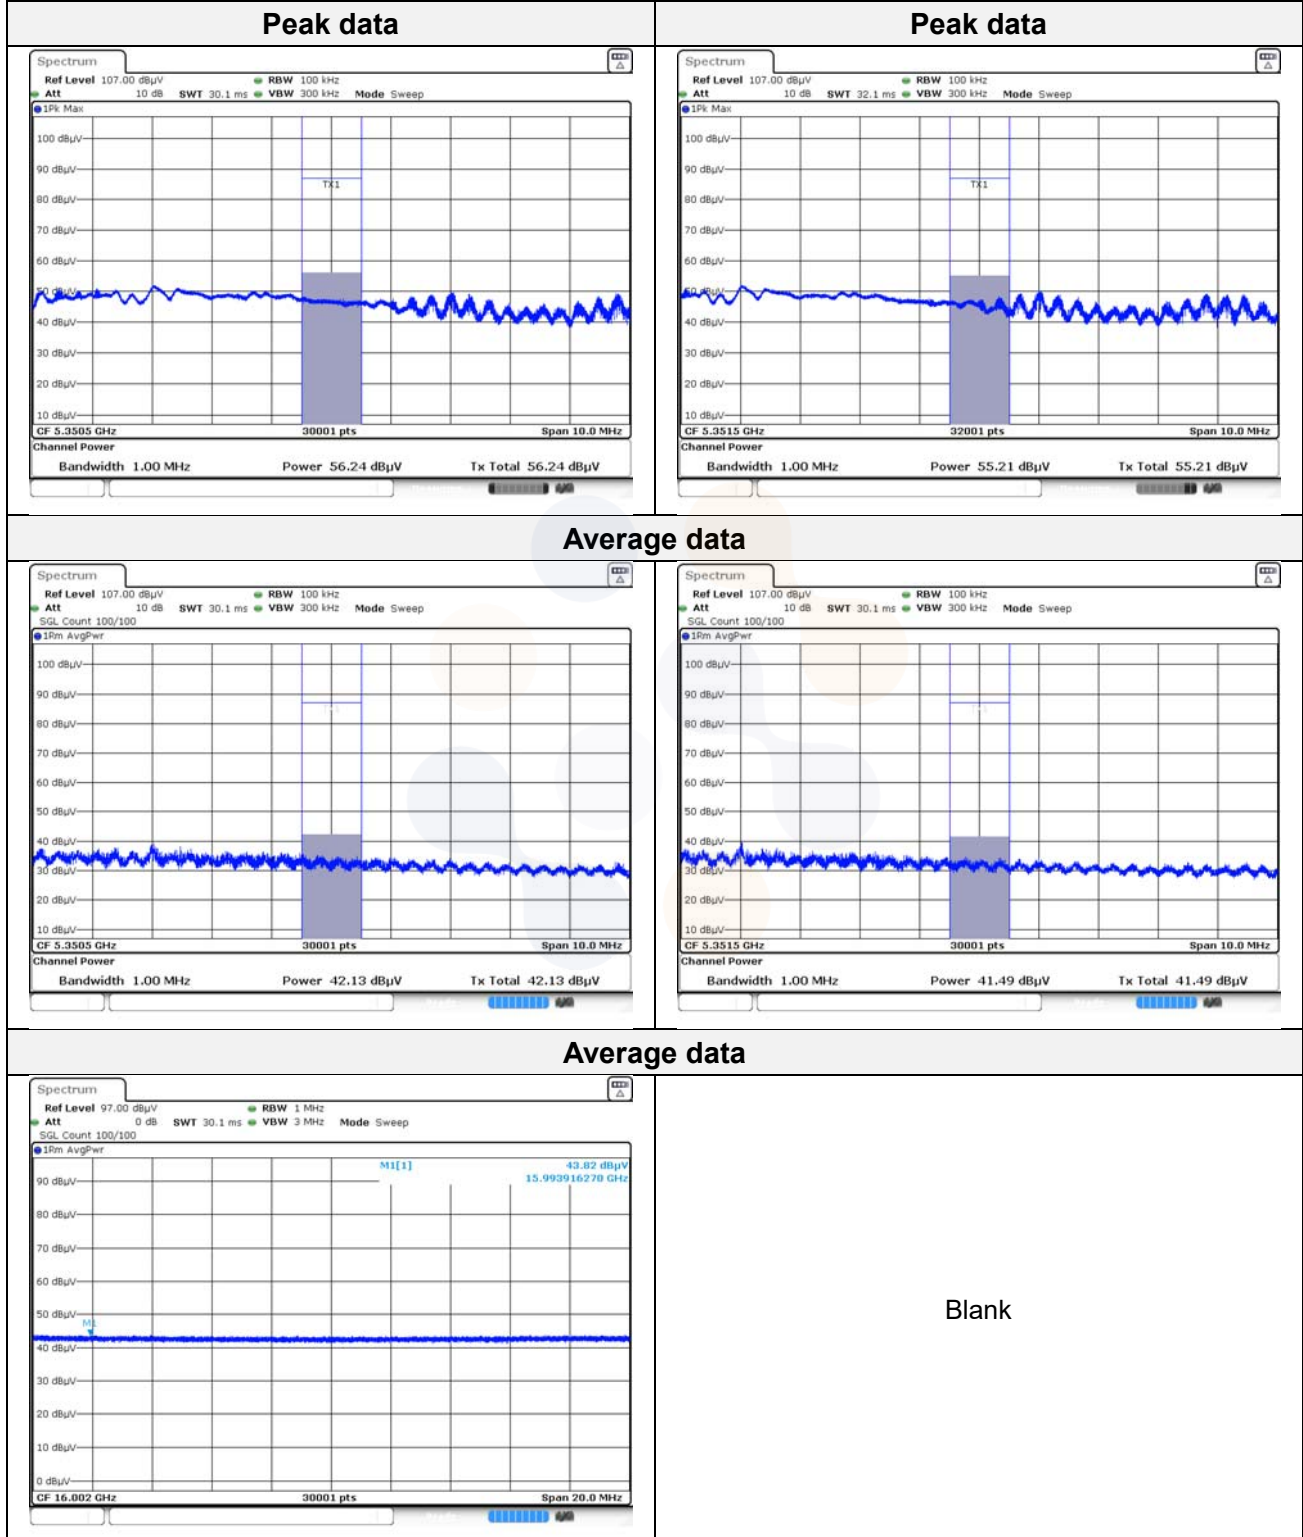 Peak data
Peak data
Spectrum
Ref Level 107.00 dBµV RBW 100 kHz
Att 10 dB SWT 30.1 ms VBW 300 kHz Mode Sweep
1Pk Max
100 dBµV
90 dBµV
TX1
80 dBµV
70 dBµV
60 dBµV
50 dBµV
40 dBµV
30 dBµV
20 dBµV
10 dBµV
CF 5.3505 GHz 30001 pts Span 10.0 MHz
Channel Power
Bandwidth 1.00 MHz Power 56.24 dBµV Tx Total 56.24 dBµV
Spectrum
Ref Level 107.00 dBµV RBW 100 kHz
Att 10 dB SWT 32.1 ms VBW 300 kHz Mode Sweep
1Pk Max
100 dBµV
90 dBµV
TX1
80 dBµV
70 dBµV
60 dBµV
50 dBµV
40 dBµV
30 dBµV
20 dBµV
10 dBµV
CF 5.3515 GHz 32001 pts Span 10.0 MHz
Channel Power
Bandwidth 1.00 MHz Power 55.21 dBµV Tx Total 55.21 dBµV
Average data
Spectrum
Ref Level 107.00 dBµV RBW 100 kHz
Att 10 dB SWT 30.1 ms VBW 300 kHz Mode Sweep
SGL Count 100/100
1Rm AvgPwr
100 dBµV
90 dBµV
TX1
80 dBµV
70 dBµV
60 dBµV
50 dBµV
40 dBµV
30 dBµV
20 dBµV
10 dBµV
CF 5.3505 GHz 30001 pts Span 10.0 MHz
Channel Power
Bandwidth 1.00 MHz Power 42.13 dBµV Tx Total 42.13 dBµV
Spectrum
Ref Level 107.00 dBµV RBW 100 kHz
Att 10 dB SWT 30.1 ms VBW 300 kHz Mode Sweep
SGL Count 100/100
1Rm AvgPwr
100 dBµV
90 dBµV
TX1
80 dBµV
70 dBµV
60 dBµV
50 dBµV
40 dBµV
30 dBµV
20 dBµV
10 dBµV
CF 5.3515 GHz 30001 pts Span 10.0 MHz
Channel Power
Bandwidth 1.00 MHz Power 41.49 dBµV Tx Total 41.49 dBµV
Average data
Spectrum
Ref Level 97.00 dBµV RBW 1 MHz
Att 0 dB SWT 30.1 ms VBW 3 MHz Mode Sweep
SGL Count 100/100
1Rm AvgPwr
M1[1] 43.82 dBµV
15.993916270 GHz
90 dBµV
80 dBµV
70 dBµV
60 dBµV
50 dBµV
M1
40 dBµV
30 dBµV
20 dBµV
10 dBµV
0 dBµV
CF 16.002 GHz 30001 pts Span 20.0 MHz
Blank